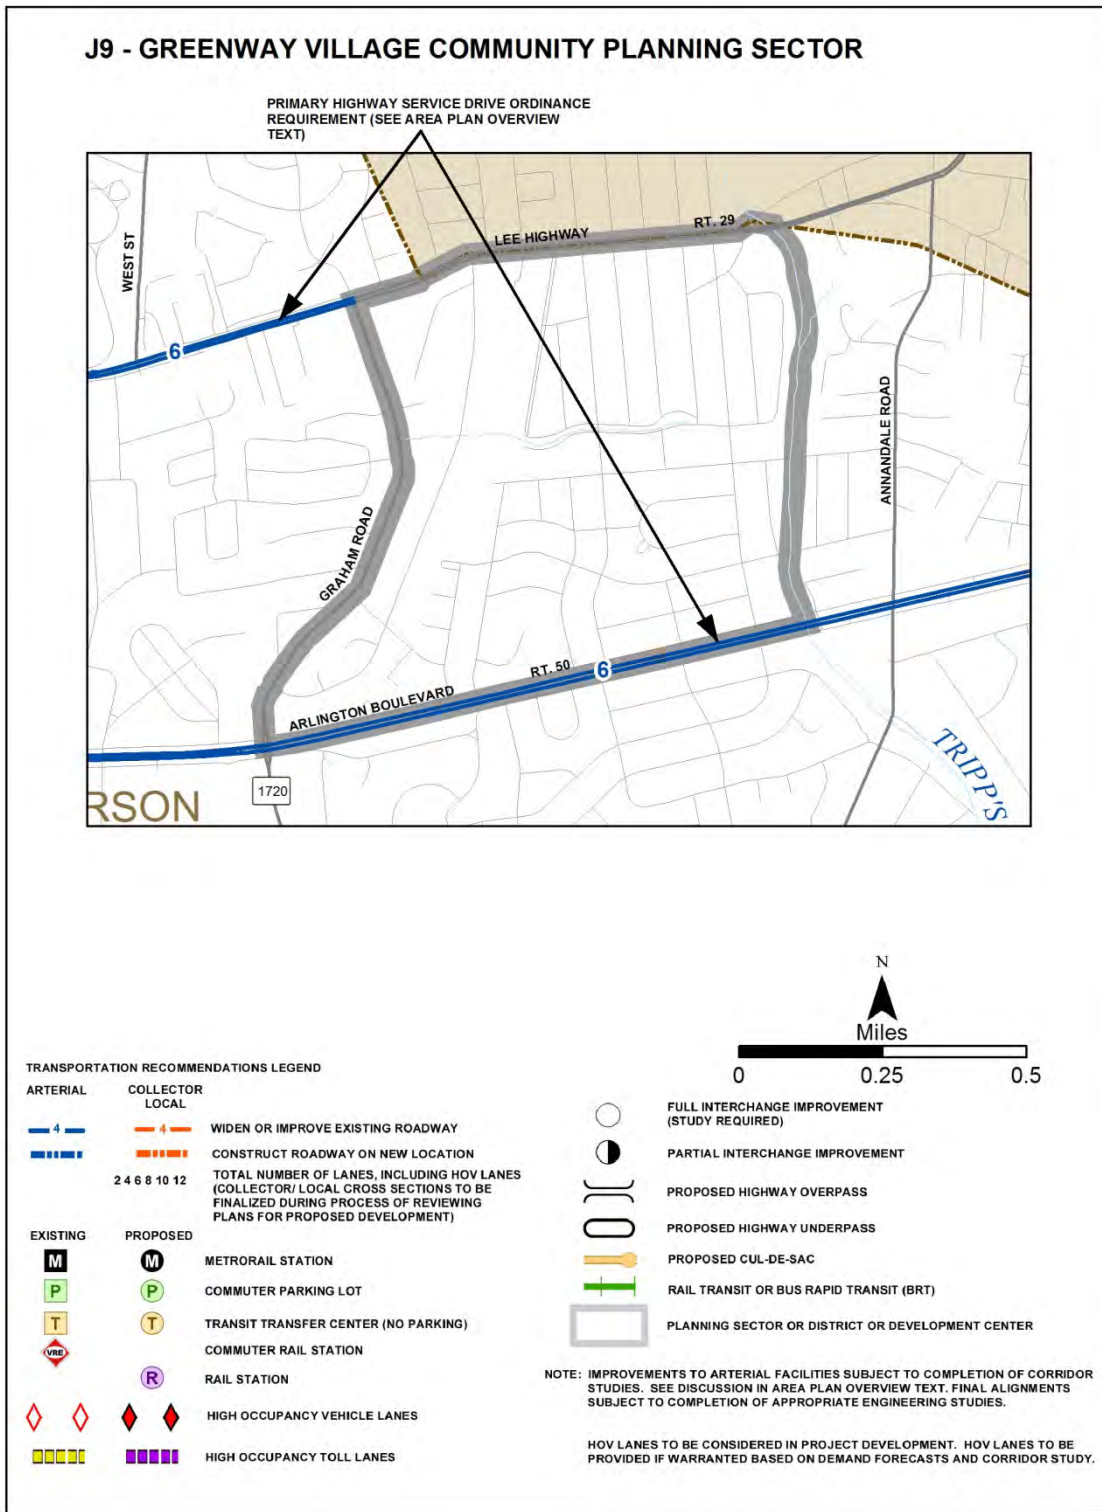 J9 - GREENWAY VILLAGE COMMUNITY PLANNING SECTOR
PRIMARY HIGHWAY SERVICE DRIVE ORDINANCE
REQUIREMENT (SEE AREA PLAN OVERVIEW
TEXT)
WEST ST
LEE HIGHWAY
RT. 29
6
ANNANDALE ROAD
GRAHAM ROAD
ARLINGTON BOULEVARD
RT. 50
6
1720
RSON
TRIPP'S
N
Miles
0 0.25 0.5
TRANSPORTATION RECOMMENDATIONS LEGEND
ARTERIAL
COLLECTOR
LOCAL
4 4 WIDEN OR IMPROVE EXISTING ROADWAY
CONSTRUCT ROADWAY ON NEW LOCATION
2 4 6 8 10 12 TOTAL NUMBER OF LANES, INCLUDING HOV LANES
(COLLECTOR/ LOCAL CROSS SECTIONS TO BE
FINALIZED DURING PROCESS OF REVIEWING
PLANS FOR PROPOSED DEVELOPMENT)
EXISTING PROPOSED
M M METRORAIL STATION
P P COMMUTER PARKING LOT
T T TRANSIT TRANSFER CENTER (NO PARKING)
VRE COMMUTER RAIL STATION
R RAIL STATION
HIGH OCCUPANCY VEHICLE LANES
HIGH OCCUPANCY TOLL LANES
FULL INTERCHANGE IMPROVEMENT
(STUDY REQUIRED)
PARTIAL INTERCHANGE IMPROVEMENT
PROPOSED HIGHWAY OVERPASS
PROPOSED HIGHWAY UNDERPASS
PROPOSED CUL-DE-SAC
RAIL TRANSIT OR BUS RAPID TRANSIT (BRT)
PLANNING SECTOR OR DISTRICT OR DEVELOPMENT CENTER
NOTE: IMPROVEMENTS TO ARTERIAL FACILITIES SUBJECT TO COMPLETION OF CORRIDOR
STUDIES. SEE DISCUSSION IN AREA PLAN OVERVIEW TEXT. FINAL ALIGNMENTS
SUBJECT TO COMPLETION OF APPROPRIATE ENGINEERING STUDIES.
HOV LANES TO BE CONSIDERED IN PROJECT DEVELOPMENT. HOV LANES TO BE
PROVIDED IF WARRANTED BASED ON DEMAND FORECASTS AND CORRIDOR STUDY.